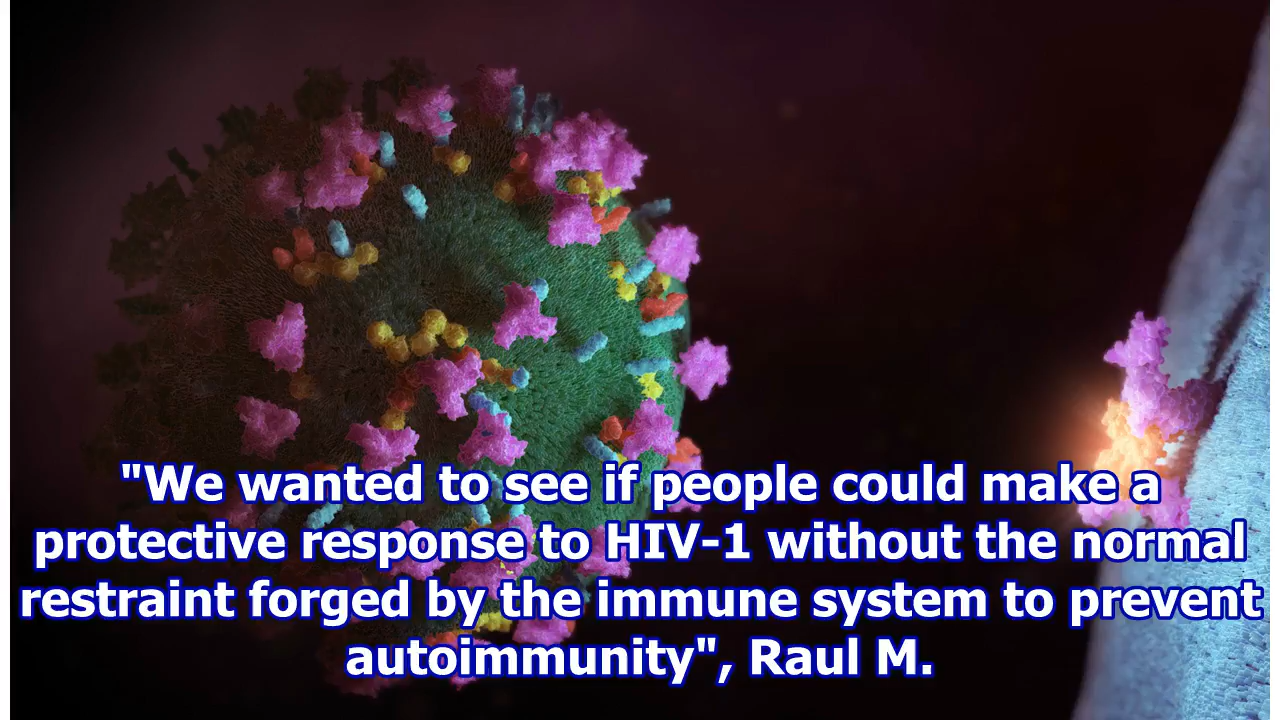 "We wanted to see if people could make a
protective response to HIV-1 without the normal
restraint forged by the immune system to prevent
autoimmunity", Raul M.